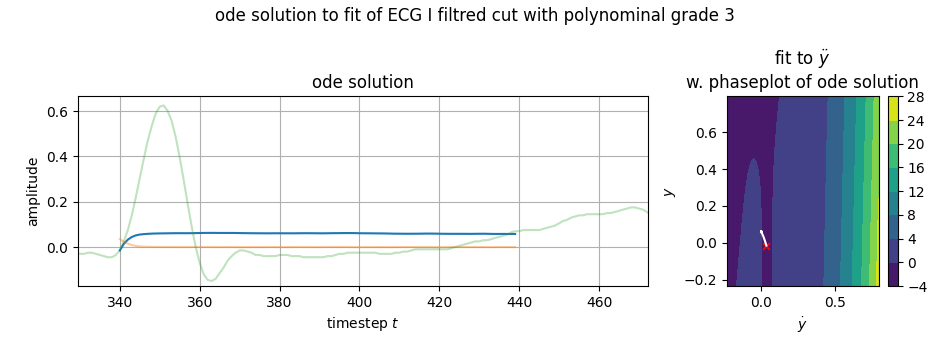 ode solution to fit of ECG I filtred cut with polynominal grade 3
ode solution
amplitude
0.6
0.4
0.2
0.0
340 360 380 400 420 440 460
timestep t
fit to ÿ
w. phaseplot of ode solution
y
0.6
0.4
0.2
0.0
−0.2
0.0 0.5
ẏ
28
24
20
16
12
8
4
0
−4